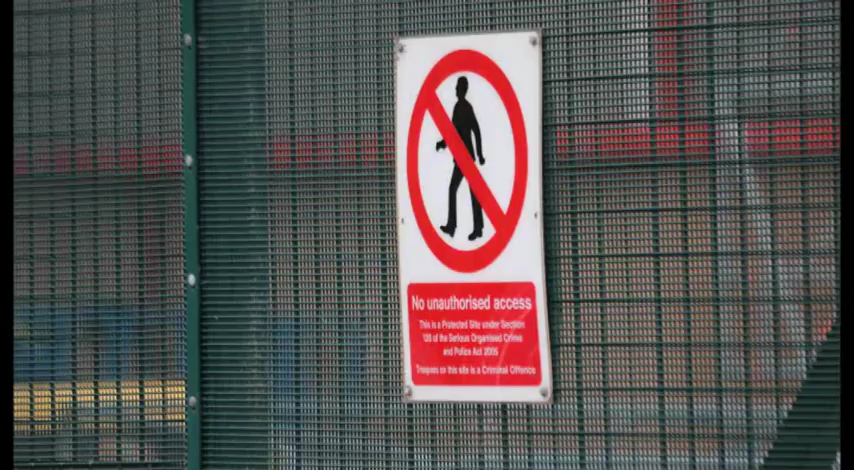 No unauthorised access
This is a Protected Site under Section
128 of the Serious Organised Crime
and Police Act 2005
Trespass on this site is a Criminal Offence